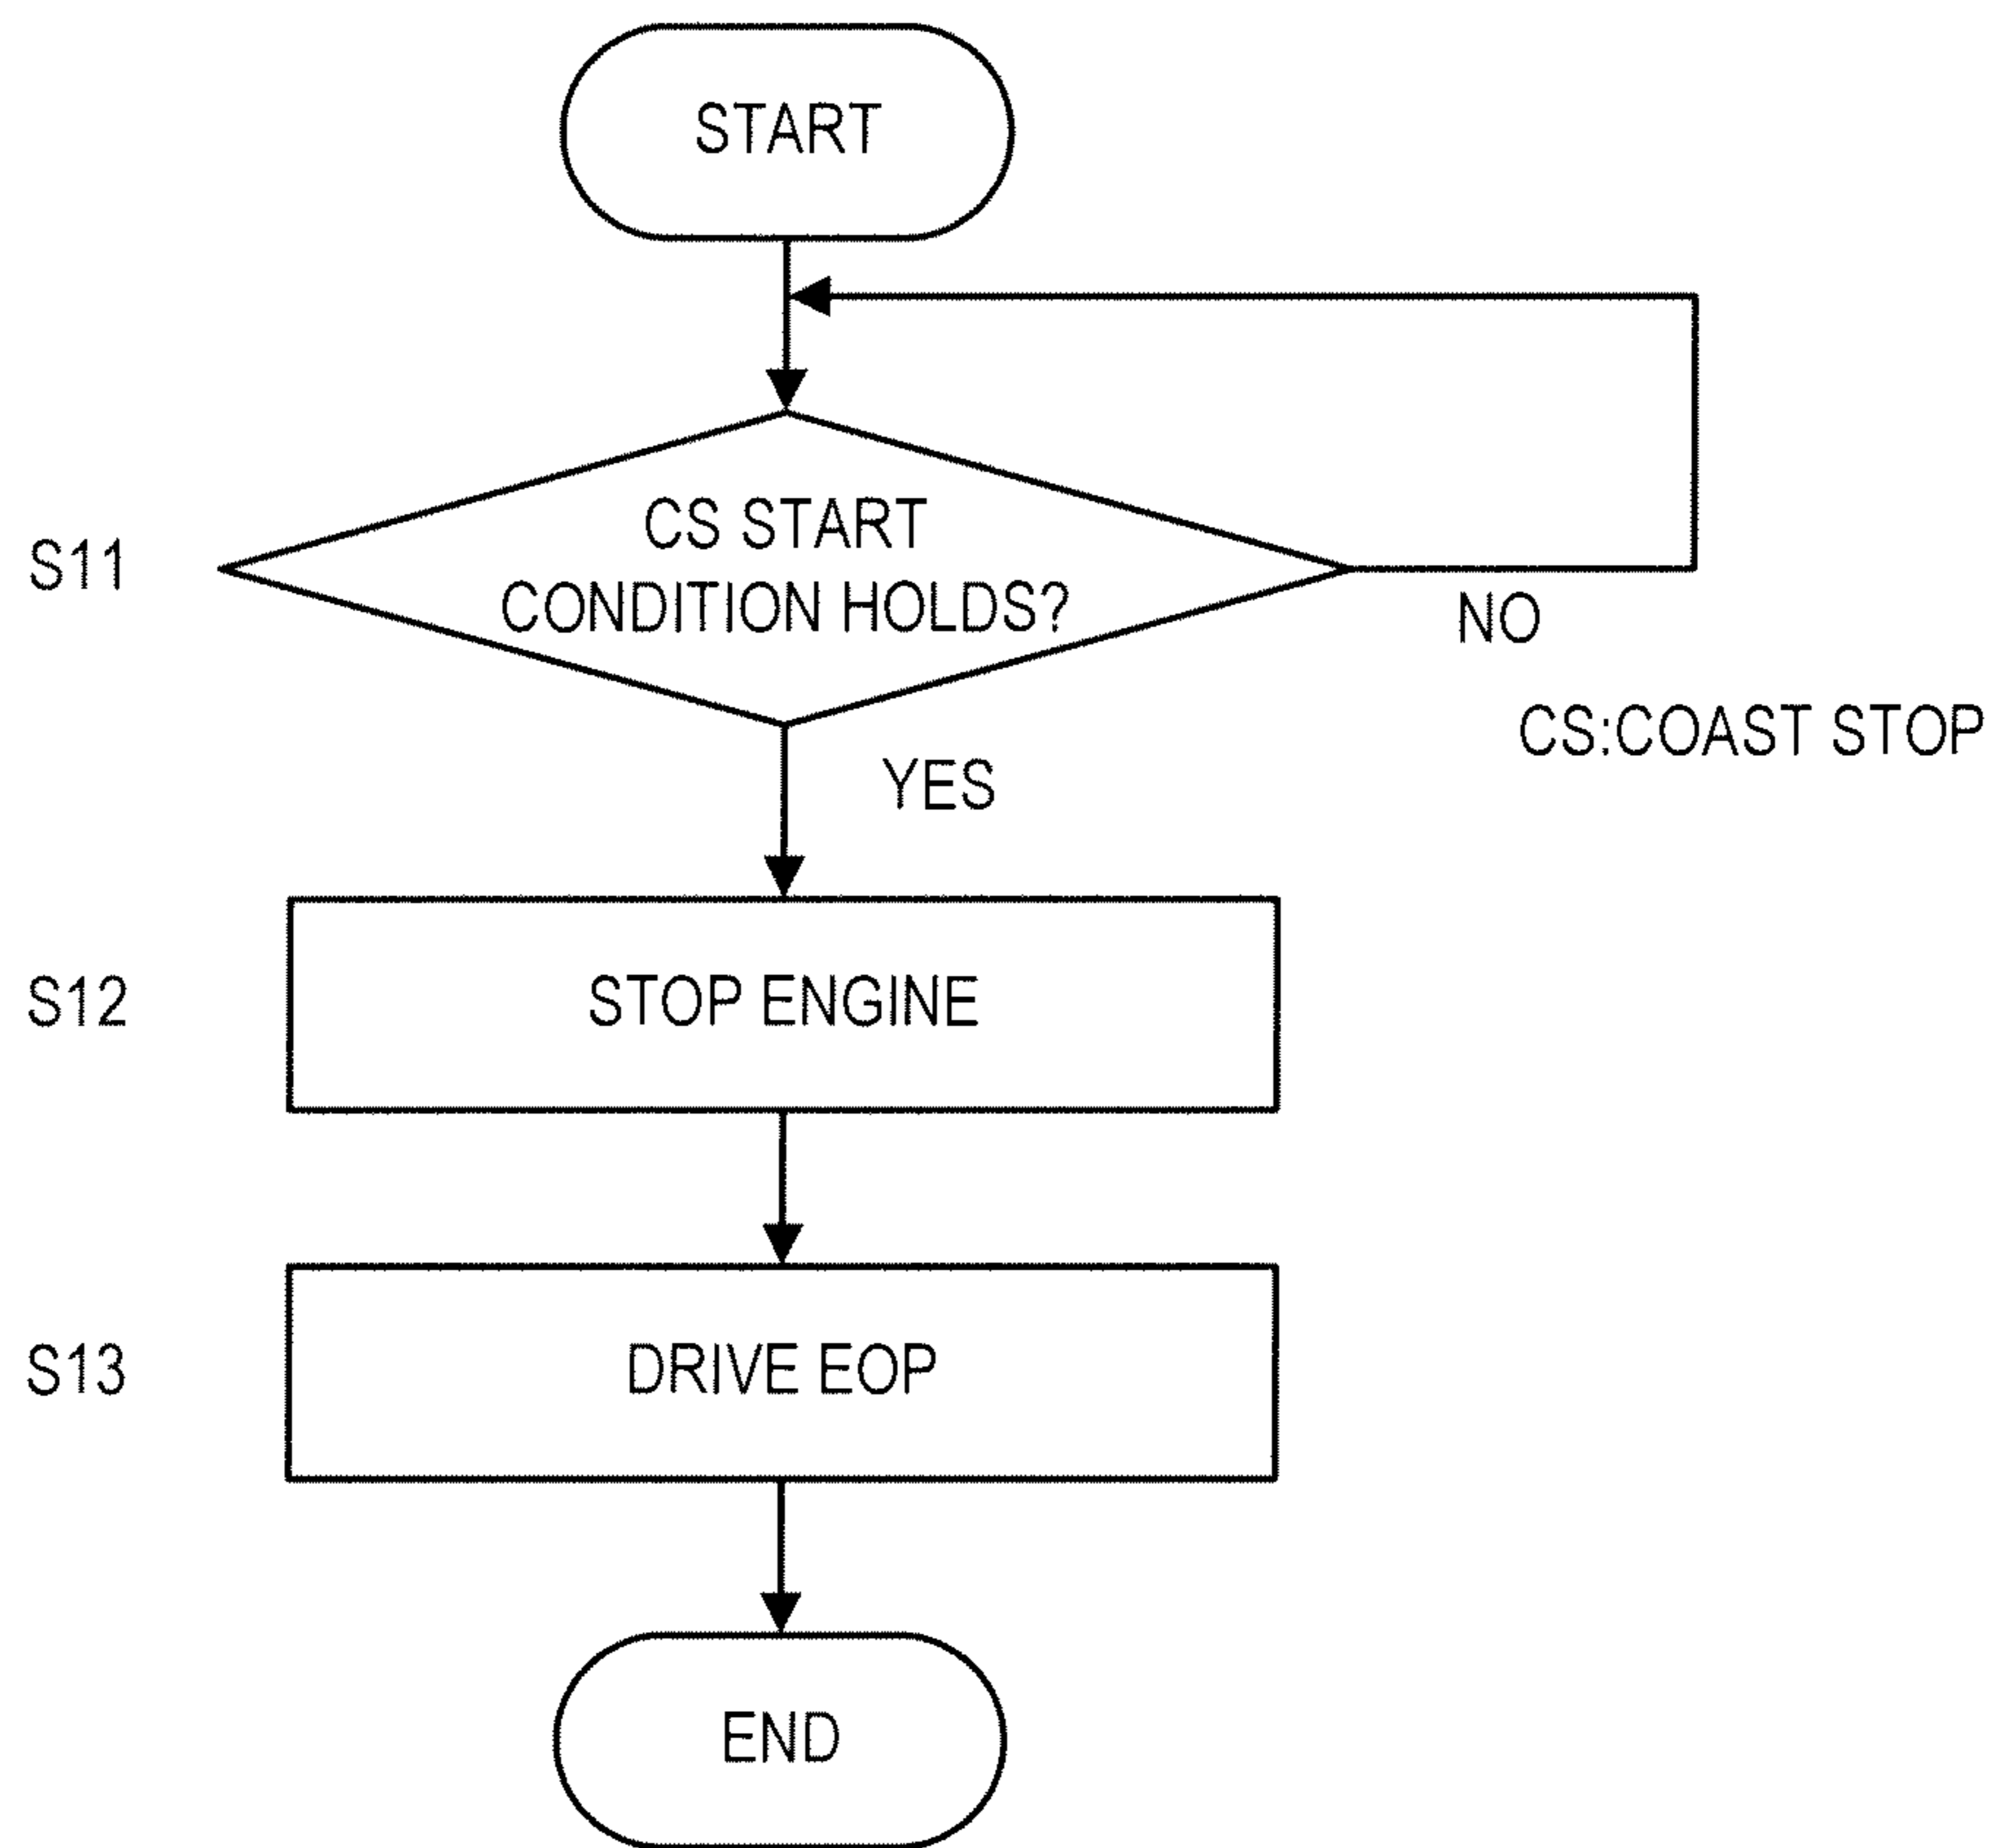 START
S11
CS START
CONDITION HOLDS?
NO
CS:COAST STOP
YES
S12
STOP ENGINE
S13
DRIVE EOP
END